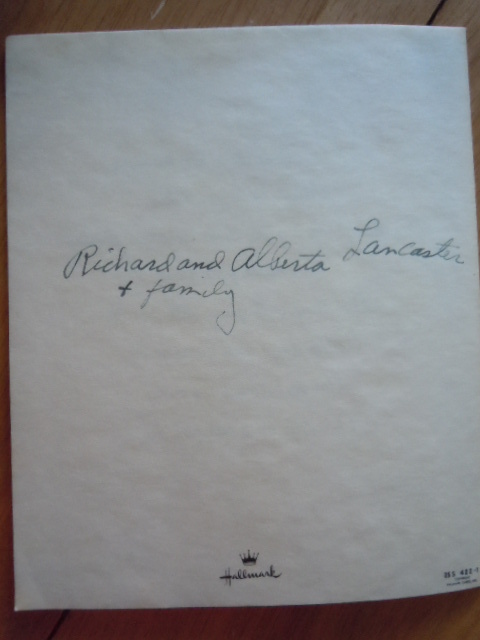 Richard and Alberta Lancaster
+ family
Hallmark